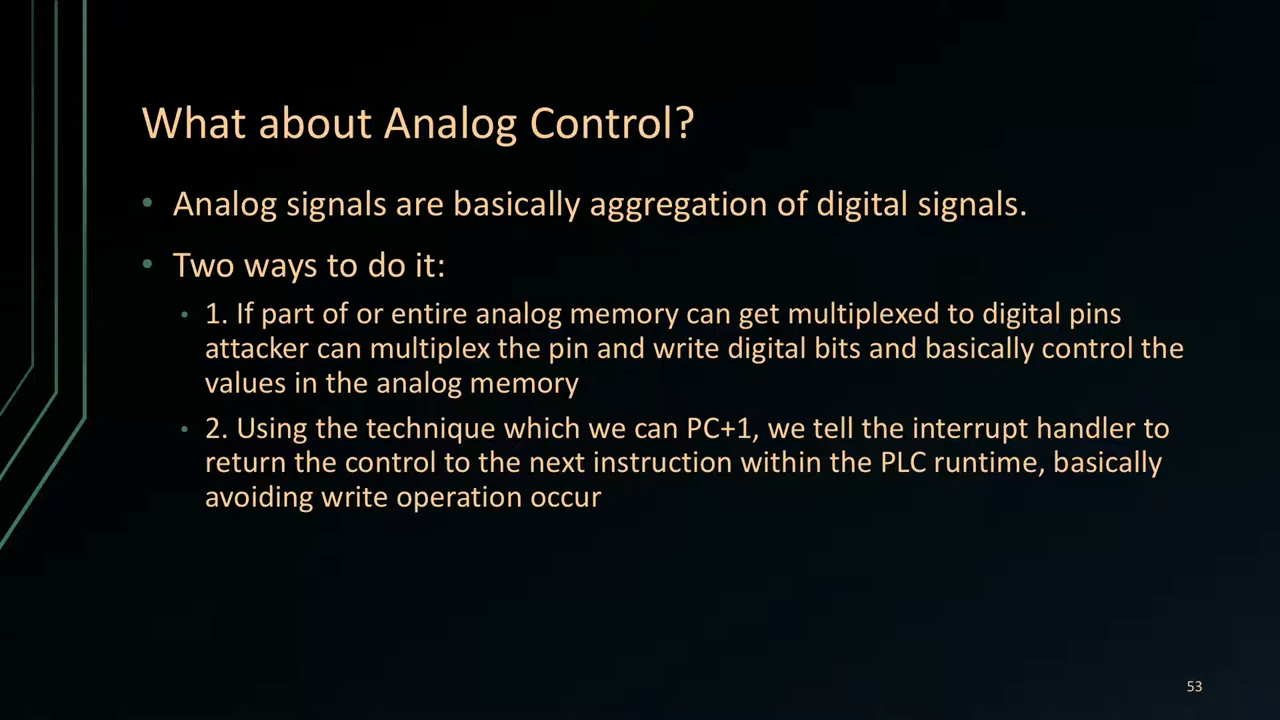 What about Analog Control?
• Analog signals are basically aggregation of digital signals.
• Two ways to do it:
• 1. If part of or entire analog memory can get multiplexed to digital pins
attacker can multiplex the pin and write digital bits and basically control the
values in the analog memory
• 2. Using the technique which we can PC+1, we tell the interrupt handler to
return the control to the next instruction within the PLC runtime, basically
avoiding write operation occur
53